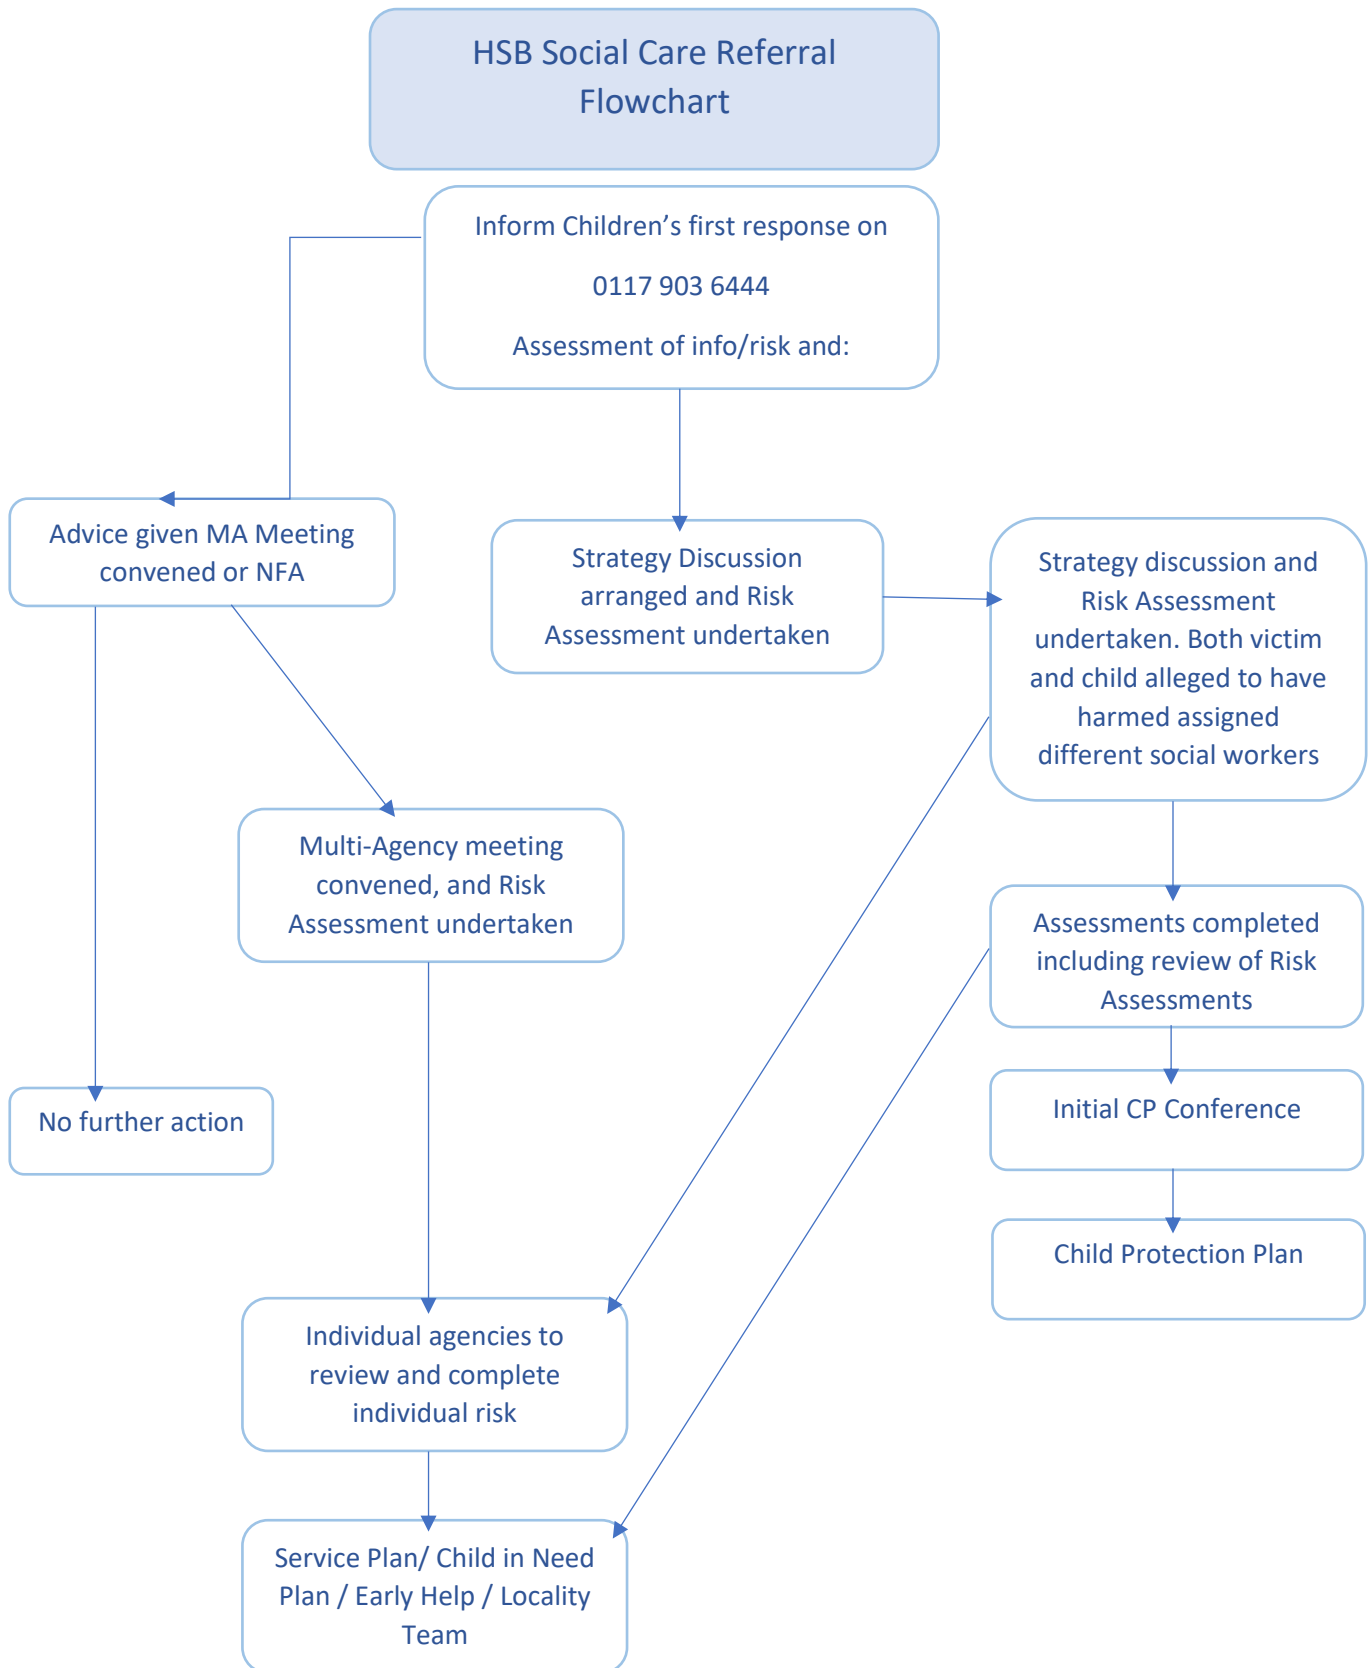 HSB Social Care Referral
Flowchart
Inform Children’s first response on
0117 903 6444
Assessment of info/risk and:
Advice given MA Meeting
convened or NFA
Strategy Discussion
arranged and Risk
Assessment undertaken
Strategy discussion and
Risk Assessment
undertaken. Both victim
and child alleged to have
harmed assigned
different social workers
Multi-Agency meeting
convened, and Risk
Assessment undertaken
Assessments completed
including review of Risk
Assessments
No further action
Initial CP Conference
Child Protection Plan
Individual agencies to
review and complete
individual risk
Service Plan/ Child in Need
Plan / Early Help / Locality
Team